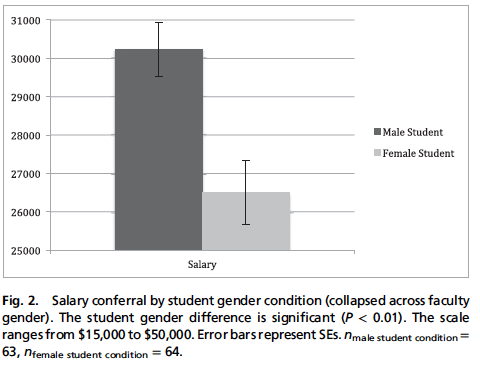 31000
30000
29000
28000
27000
26000
25000
Salary
Male Student
Female Student
Fig. 2. Salary conferral by student gender condition (collapsed across faculty
gender). The student gender difference is significant (P < 0.01). The scale
ranges from $15,000 to $50,000. Error bars represent SEs. nmale student condition =
63, nfemale student condition = 64.